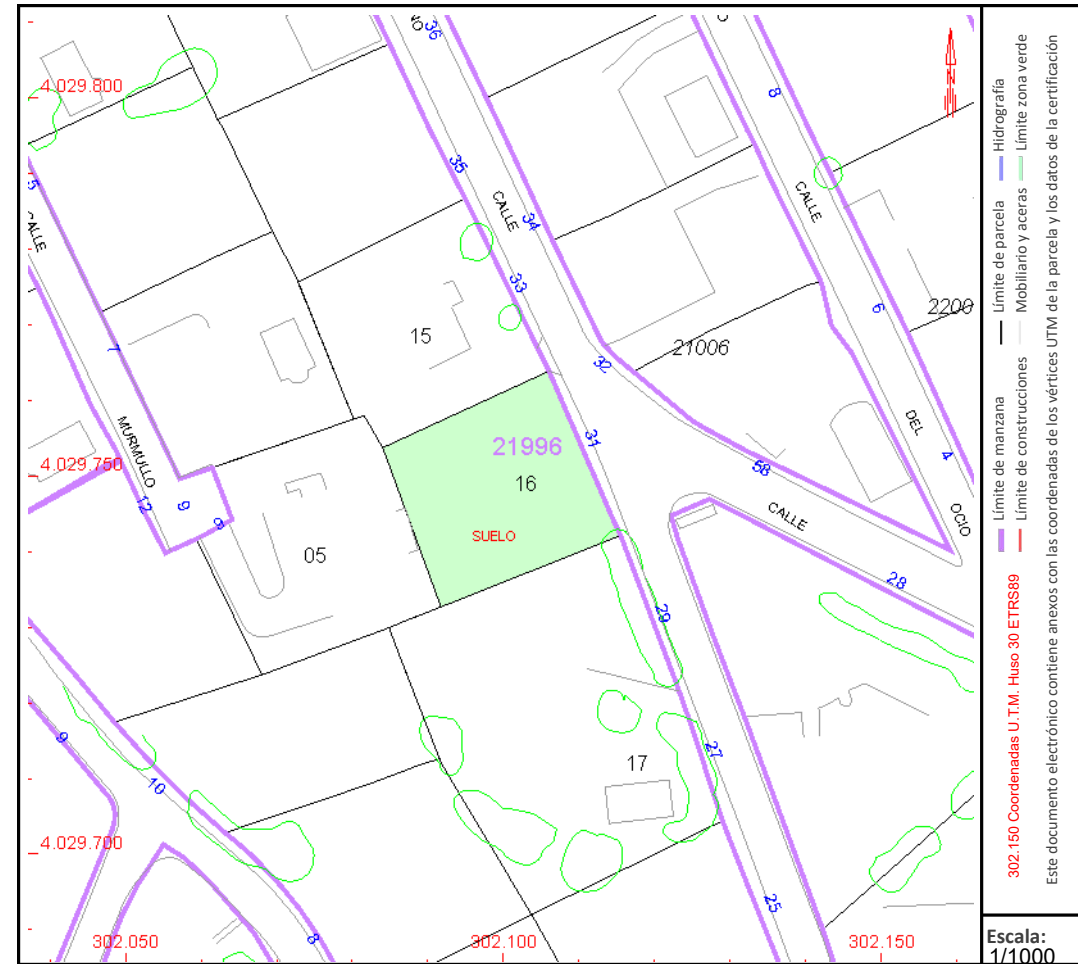 4.029.800
4.029.750
4.029.700
302.050
302.100
302.150
36
35
34
33
32
31
29
27
25
58
28
8
6
4
5
7
9
9
12
9
10
8
CALLE
CALLE
CALLE
MURMULLO
CALLE
DEL
OCIO
CALLE
15
16
17
05
21996
SUELO
21006
2200
N
Límite de manzana
Límite de parcela
Hidrografía
Límite de construcciones
Mobiliario y aceras
Límite zona verde
302.150 Coordenadas U.T.M. Huso 30 ETRS89
Este documento electrónico contiene anexos con las coordenadas de los vértices UTM de la parcela y los datos de la certificación
Escala:
1/1000